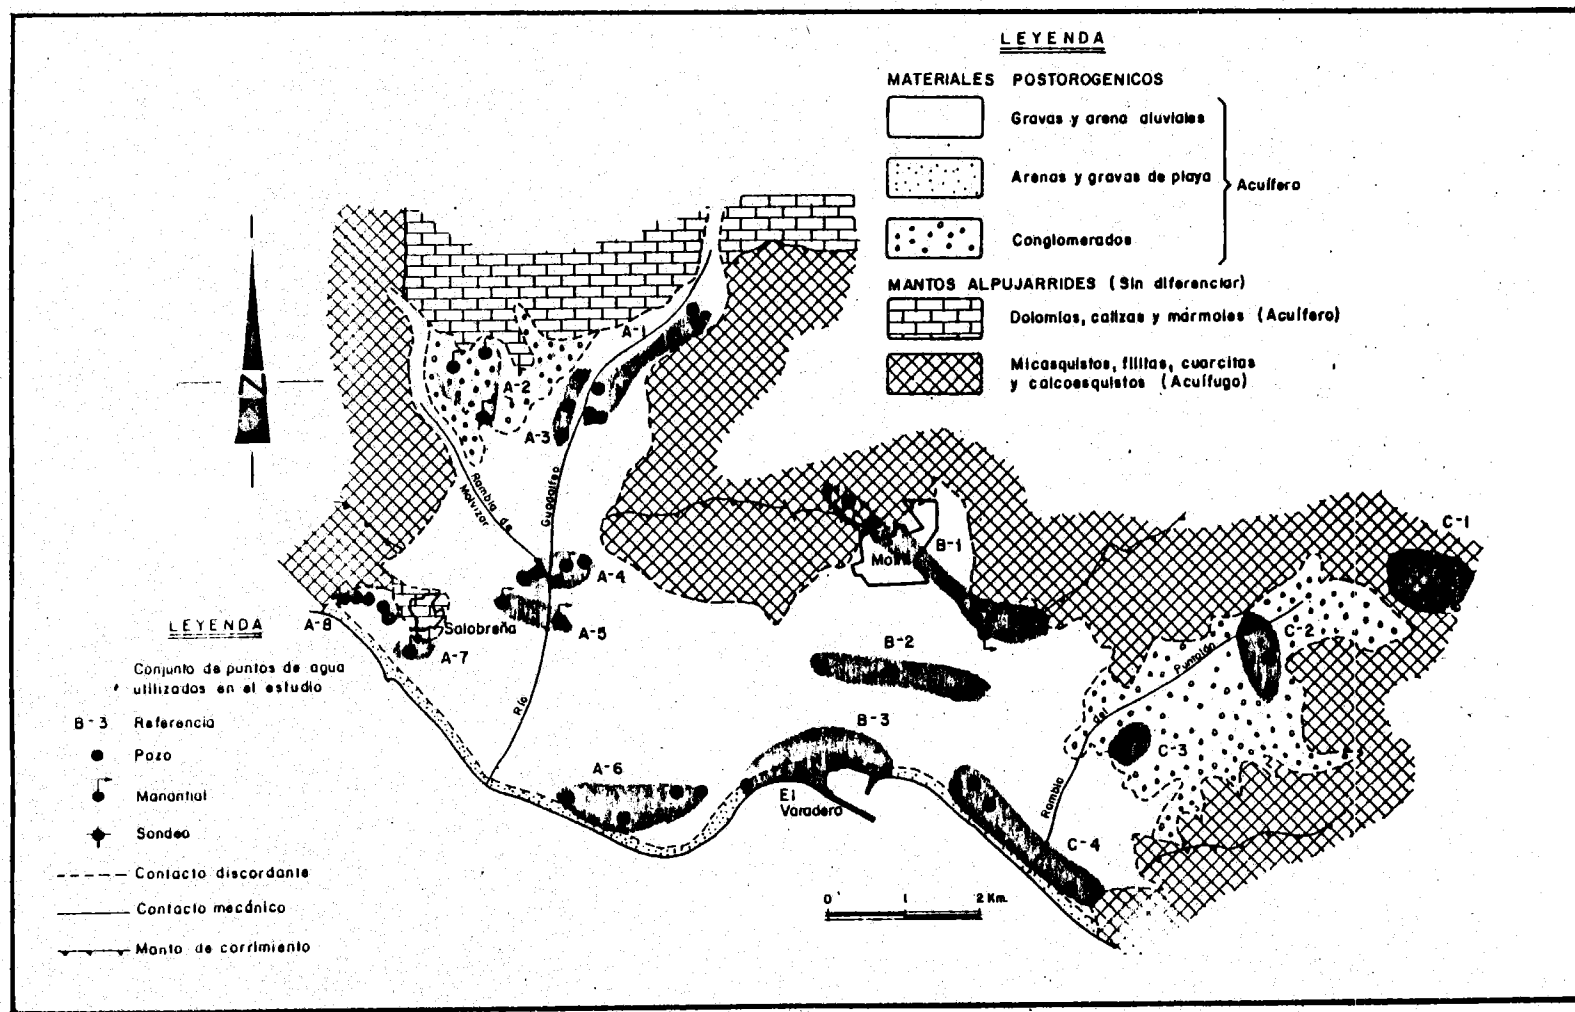 LEYENDA
MATERIALES POSTOROGENICOS
Gravas y arena aluviales
Arenas y gravas de playa
Acuífero
Conglomerados
MANTOS ALPUJARRIDES (Sin diferenciar)
Dolomías, calizas y mármoles (Acuífero)
Micasquistos, filitas, cuarcitas
y calcoesquistos (Acuífugo)
N
A-1
A-2
A-3
Rambla de
Molvizar
Guadalfeo
A-4
A-5
Río
Salobreña
A-7
A-8
A-6
B-1
B-2
B-3
El
Varadero
C-1
C-2
Puntalón
del
Rambla
C-3
C-4
0 1 2 Km.
LEYENDA
Conjunto de puntos de agua
utilizados en el estudio
B-3 Referencia
Pozo
Manantial
Sondeo
Contacto discordante
Contacto mecánico
Manto de corrimiento